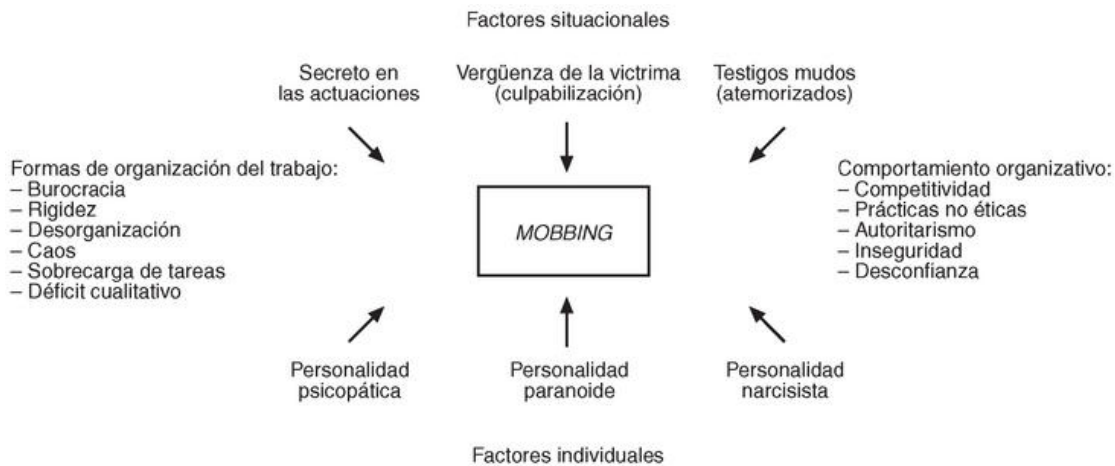 Factores situacionales
Secreto en
las actuaciones
Vergüenza de la victima
(culpabilización)
Testigos mudos
(atemorizados)
Formas de organización del trabajo:
– Burocracia
– Rigidez
– Desorganización
– Caos
– Sobrecarga de tareas
– Déficit cualitativo
MOBBING
Comportamiento organizativo:
– Competitividad
– Prácticas no éticas
– Autoritarismo
– Inseguridad
– Desconfianza
Personalidad
psicopática
Personalidad
paranoide
Personalidad
narcisista
Factores individuales